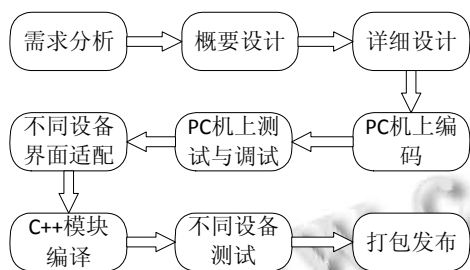 需求分析
概要设计
详细设计
PC机上编
码
PC机上测
试与调试
不同设备
界面适配
C++模块
编译
不同设备
测试
打包发布